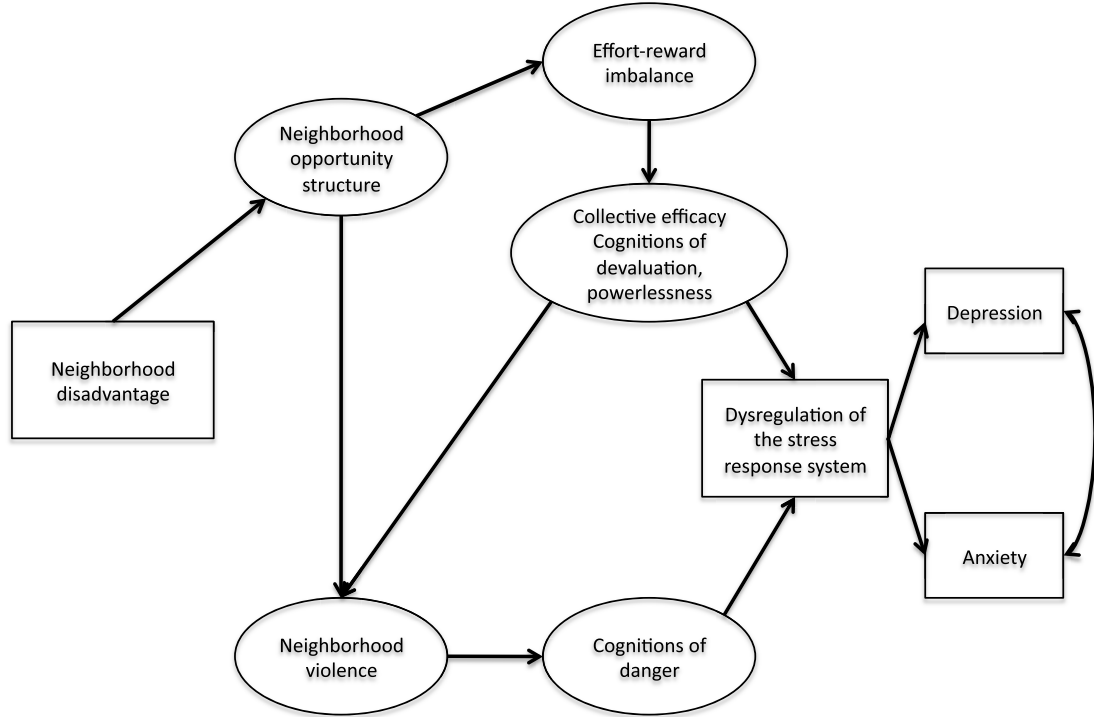 Effort-reward
imbalance
Neighborhood
opportunity
structure
Collective efficacy
Cognitions of
devaluation,
powerlessness
Depression
Neighborhood
disadvantage
Dysregulation of
the stress
response system
Anxiety
Neighborhood
violence
Cognitions of
danger